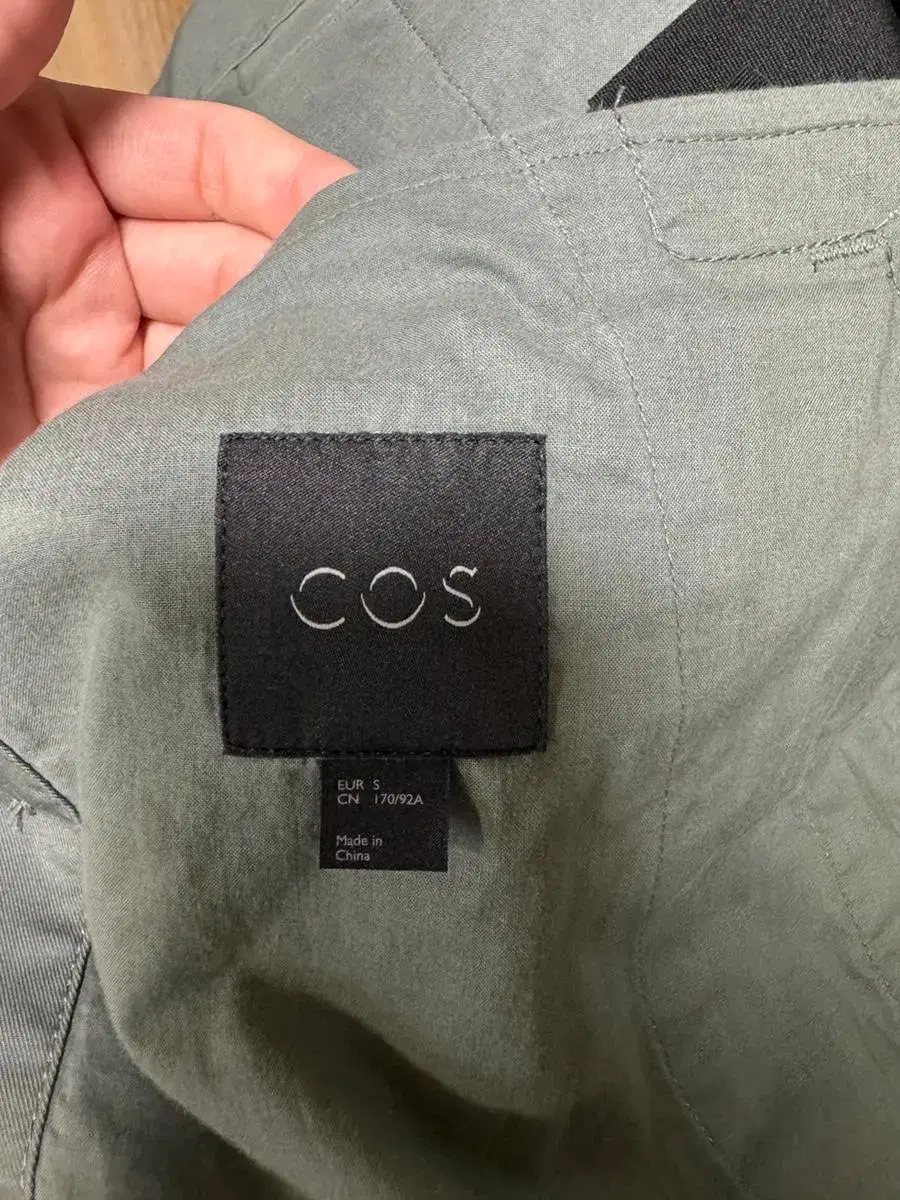 COS
EUR S
CN 170/92A
Made in
China